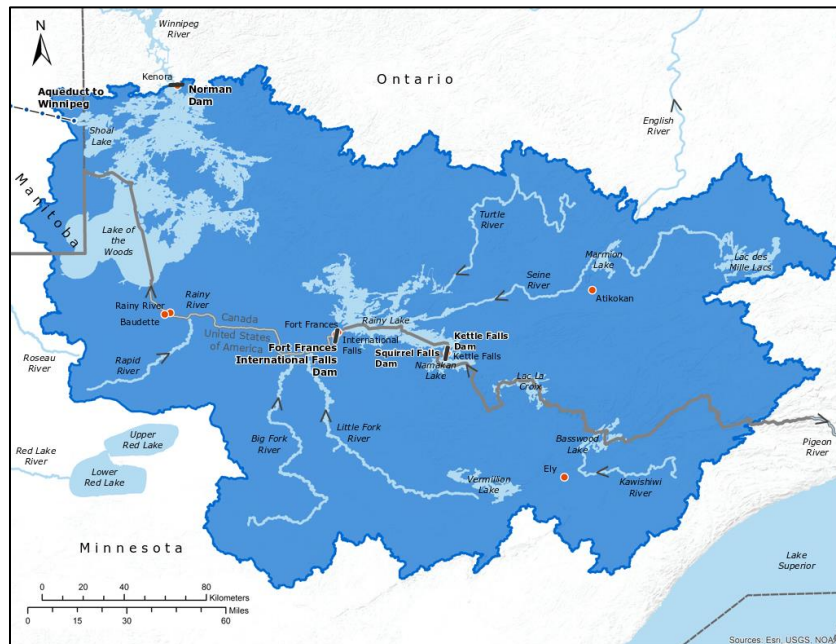 Winnipeg
River
N
Kenora
Ontario
Norman
Dam
Aqueduct to
Winnipeg
Shoal
Lake
English
River
Manitoba
Turtle
River
Lake of
the
Woods
Marmion
Lake
Lac des
Mille Lacs
Seine
River
Atikokan
Rainy River
Rainy
River
Baudette
Canada
United States
of America
Fort Frances
Rainy Lake
International
Falls
Kettle Falls
Dam
Kettle Falls
Fort Frances
International Falls
Dam
Squirrel Falls
Dam
Namakan
Lake
Roseau
River
Rapid
River
Lac La
Croix
Little Fork
River
Big Fork
River
Basswood
Lake
Pigeon
River
Upper
Red Lake
Red Lake
River
Lower
Red Lake
Vermillion
Lake
Ely
Kawishiwi
River
Minnesota
Lake
Superior
0 20 40 80
Kilometers
Miles
0 15 30 60
Sources: Esri, USGS, NOAA